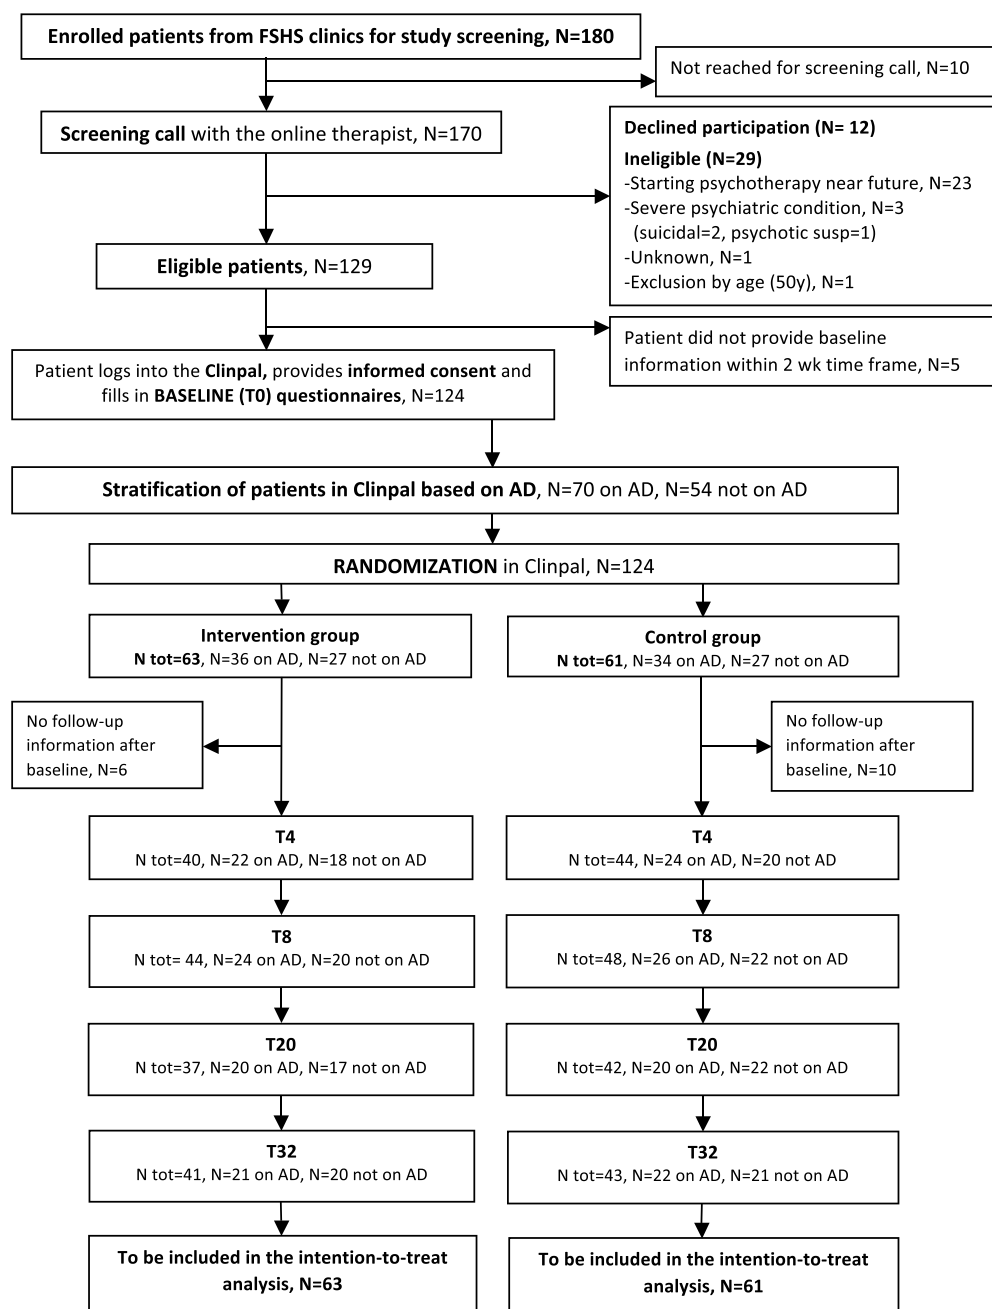 Enrolled patients from FSHS clinics for study screening, N=180
Not reached for screening call, N=10
Screening call with the online therapist, N=170
Declined participation (N= 12)
Ineligible (N=29)
-Starting psychotherapy near future, N=23
-Severe psychiatric condition, N=3
(suicidal=2, psychotic susp=1)
-Unknown, N=1
-Exclusion by age (50y), N=1
Eligible patients, N=129
Patient did not provide baseline
information within 2 wk time frame, N=5
Patient logs into the Clinpal, provides informed consent and
fills in BASELINE (T0) questionnaires, N=124
Stratification of patients in Clinpal based on AD, N=70 on AD, N=54 not on AD
RANDOMIZATION in Clinpal, N=124
Intervention group
N tot=63, N=36 on AD, N=27 not on AD
Control group
N tot=61, N=34 on AD, N=27 not on AD
No follow-up
information after
baseline, N=6
No follow-up
information after
baseline, N=10
T4
N tot=40, N=22 on AD, N=18 not on AD
T4
N tot=44, N=24 on AD, N=20 not AD
T8
N tot= 44, N=24 on AD, N=20 not on AD
T8
N tot=48, N=26 on AD, N=22 not on AD
T20
N tot=37, N=20 on AD, N=17 not on AD
T20
N tot=42, N=20 on AD, N=22 not on AD
T32
N tot=41, N=21 on AD, N=20 not on AD
T32
N tot=43, N=22 on AD, N=21 not on AD
To be included in the intention-to-treat
analysis, N=63
To be included in the intention-to-treat
analysis, N=61